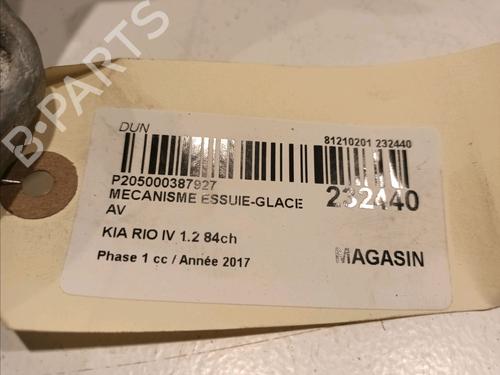 B-PARTS
DUN
81210201 232440
P205000387927
MECANISME ESSUIE-GLACE
AV
232440
KIA RIO IV 1.2 84ch
Phase 1 cc / Année 2017
MAGASIN